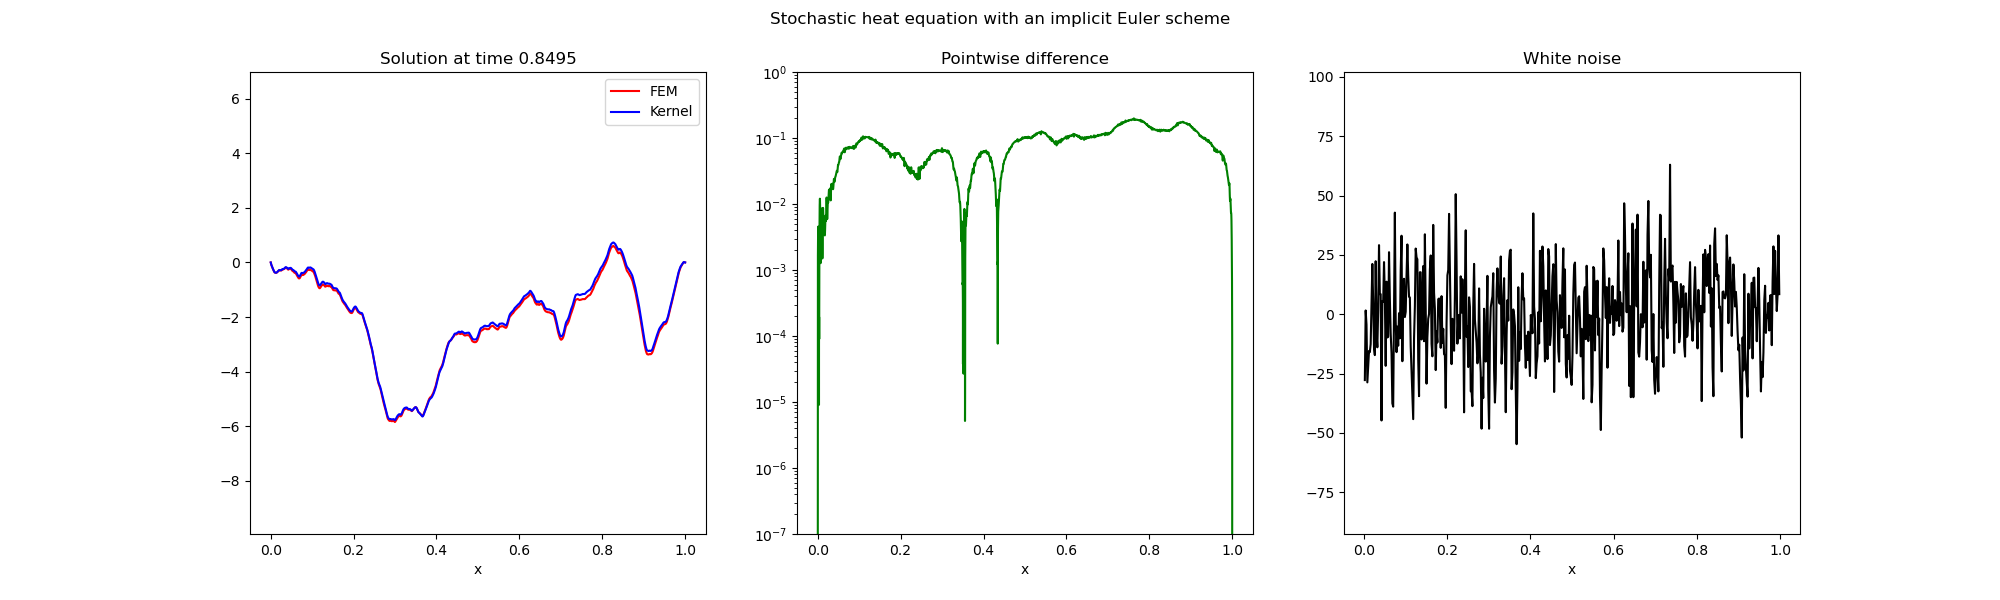 Stochastic heat equation with an implicit Euler scheme
Solution at time 0.8495
6
4
2
0
−2
−4
−6
−8
0.0 0.2 0.4 0.6 0.8 1.0
x
FEM
Kernel
Pointwise difference
10⁰
10⁻¹
10⁻²
10⁻³
10⁻⁴
10⁻⁵
10⁻⁶
10⁻⁷
0.0 0.2 0.4 0.6 0.8 1.0
x
White noise
100
75
50
25
0
−25
−50
−75
0.0 0.2 0.4 0.6 0.8 1.0
x